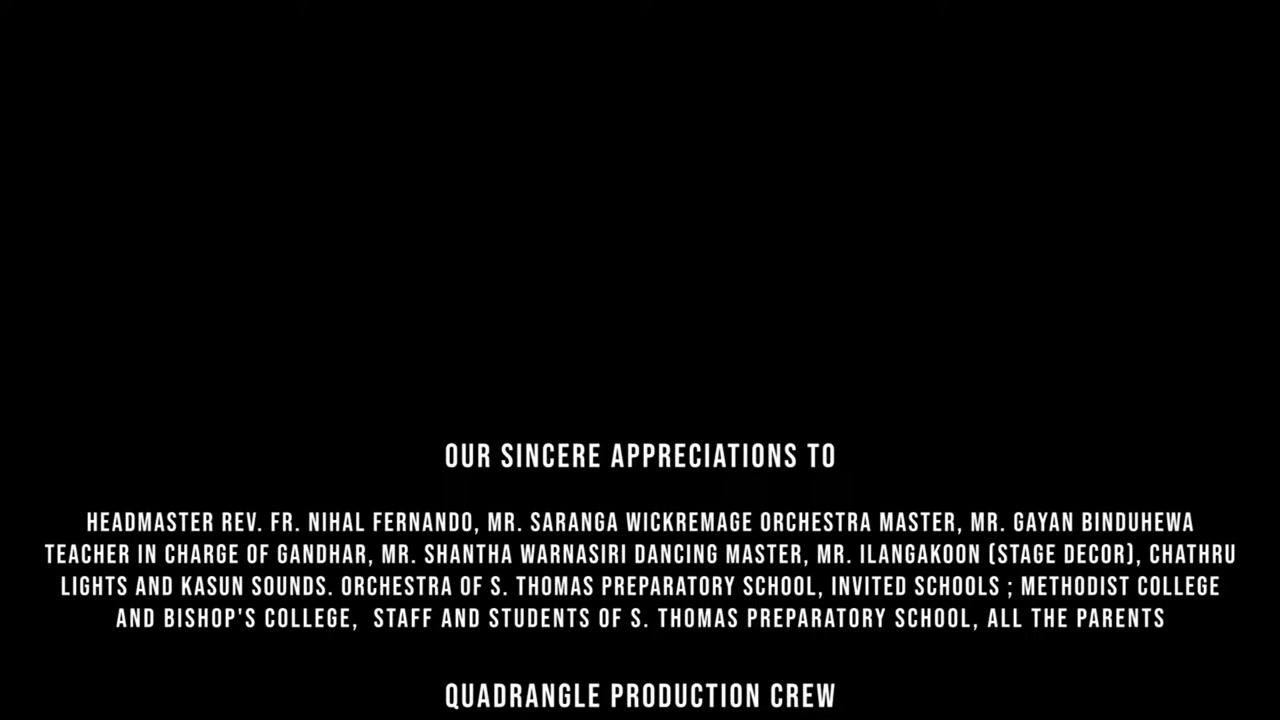 OUR SINCERE APPRECIATIONS TO
HEADMASTER REV. FR. NIHAL FERNANDO, MR. SARANGA WICKREMAGE ORCHESTRA MASTER, MR. GAYAN BINDUHEWA
TEACHER IN CHARGE OF GANDHAR, MR. SHANTHA WARNASIRI DANCING MASTER, MR. ILANGAKOON (STAGE DECOR), CHATHRU
LIGHTS AND KASUN SOUNDS. ORCHESTRA OF S. THOMAS PREPARATORY SCHOOL, INVITED SCHOOLS ; METHODIST COLLEGE
AND BISHOP'S COLLEGE,  STAFF AND STUDENTS OF S. THOMAS PREPARATORY SCHOOL, ALL THE PARENTS
QUADRANGLE PRODUCTION CREW